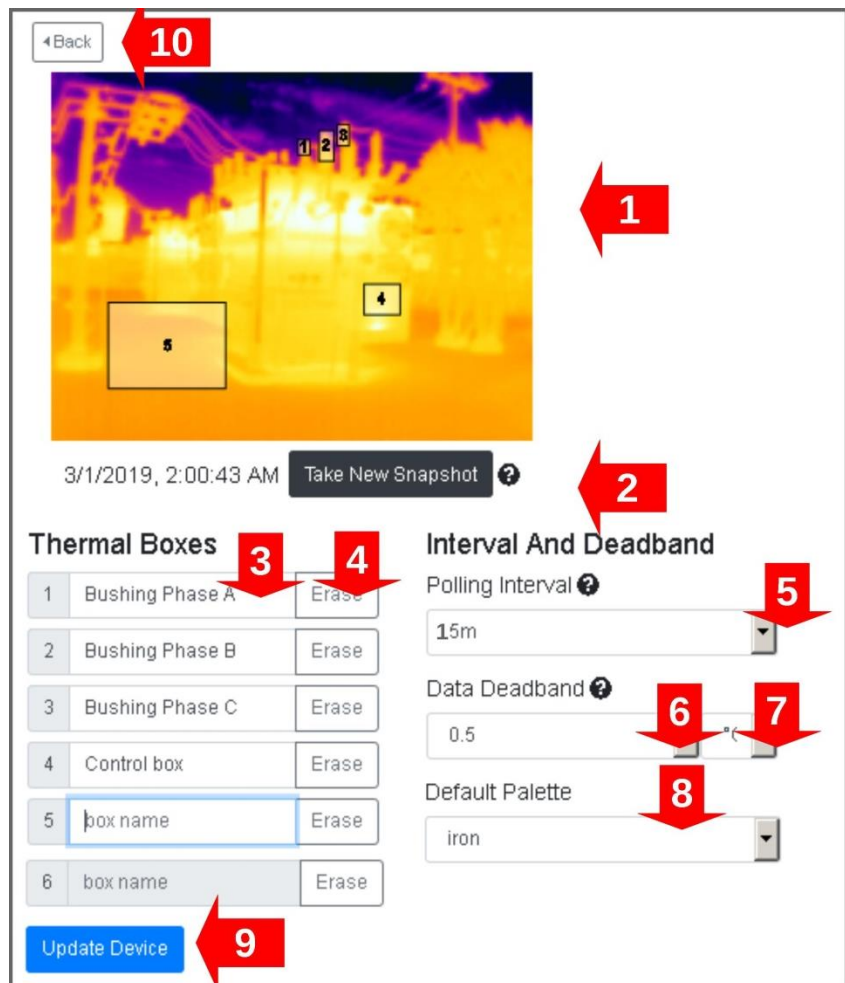 Back 10
1 2 3
1
4
5
3/1/2019, 2:00:43 AM Take New Snapshot ?
2
Thermal Boxes
3 4
1 Bushing Phase A Erase
2 Bushing Phase B Erase
3 Bushing Phase C Erase
4 Control box Erase
5 box name Erase
6 box name Erase
Update Device 9
Interval And Deadband
Polling Interval ?
5
15m
Data Deadband ?
6 7
0.5
Default Palette
8
iron